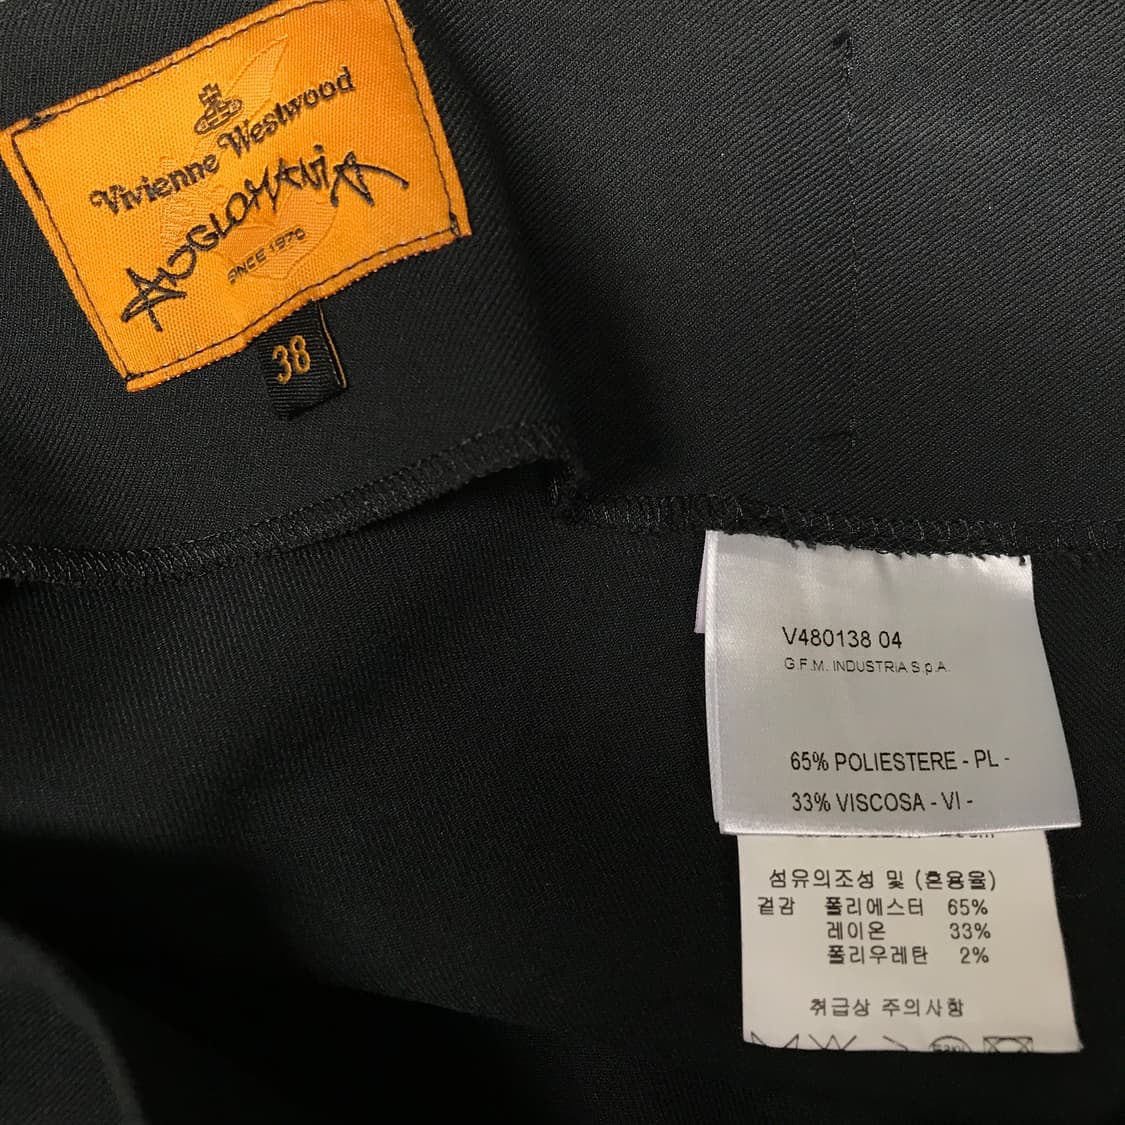 Vivienne Westwood
ANGLOMANIA
SINCE 1970
38
V480138 04
G.F.M. INDUSTRIA S.p.A.
65% POLIESTERE - PL -
33% VISCOSA - VI -
섬유의조성 및 (혼용율)
겉감 폴리에스터 65%
레이온 33%
폴리우레탄 2%
취급상 주의사항